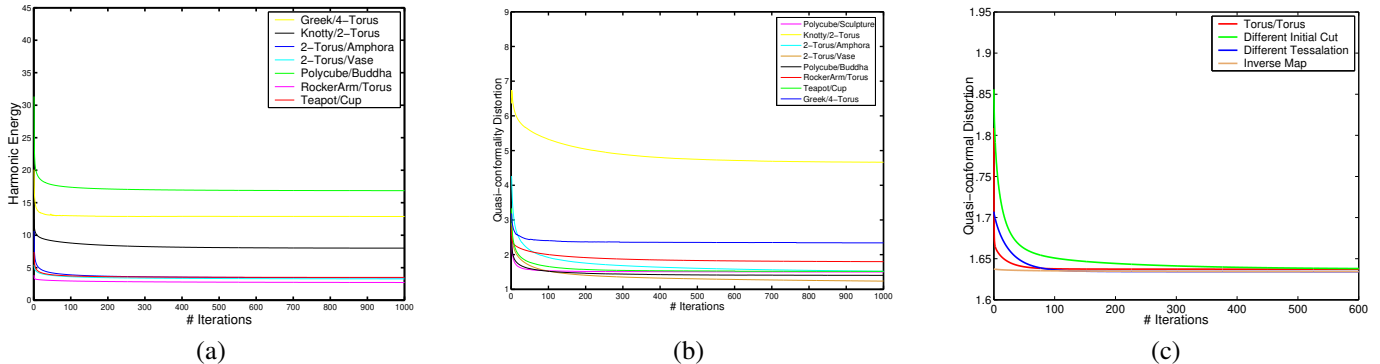 45
40
35
30
25
20
15
10
5
0
Harmonic Energy
Greek/4-Torus
Knotty/2-Torus
2-Torus/Amphora
2-Torus/Vase
Polycube/Buddha
RockerArm/Torus
Teapot/Cup
0 100 200 300 400 500 600 700 800 900 1000
# Iterations
(a)
9
8
7
6
5
4
3
2
1
Quasi-conformality Distortion
Polycube/Sculpture
Knotty/2-Torus
2-Torus/Amphora
2-Torus/Vase
Polycube/Buddha
RockerArm/Torus
Teapot/Cup
Greek/4-Torus
0 100 200 300 400 500 600 700 800 900 1000
# Iterations
(b)
1.95
1.9
1.85
1.8
1.75
1.7
1.65
1.6
Quasi-conformal Distortion
Torus/Torus
Different Initial Cut
Different Tessalation
Inverse Map
0 100 200 300 400 500 600
# Iterations
(c)